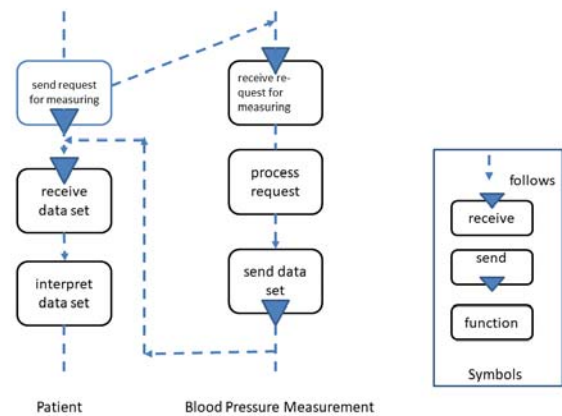 send request
for measuring
receive re-
quest for
measuring
receive
data set
process
request
interpret
data set
send data
set
follows
receive
send
function
Symbols
Patient
Blood Pressure Measurement